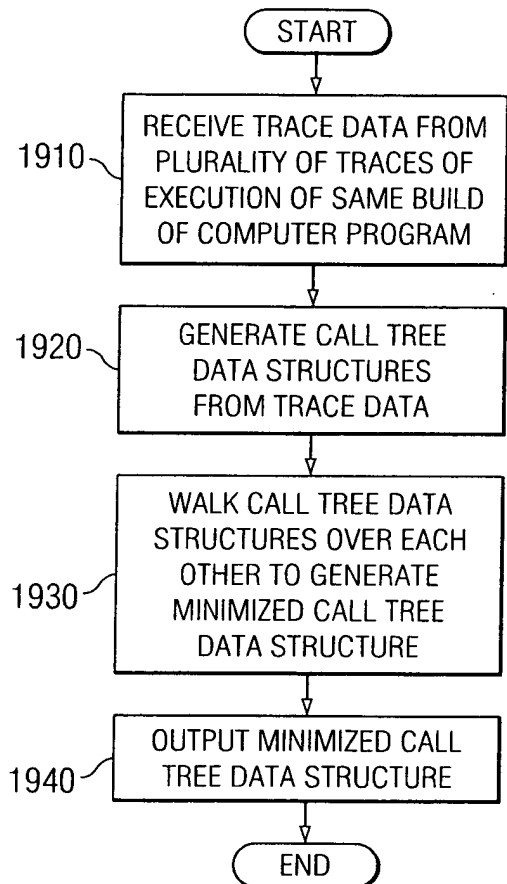 START
1910
RECEIVE TRACE DATA FROM
PLURALITY OF TRACES OF
EXECUTION OF SAME BUILD
OF COMPUTER PROGRAM
1920
GENERATE CALL TREE
DATA STRUCTURES
FROM TRACE DATA
1930
WALK CALL TREE DATA
STRUCTURES OVER EACH
OTHER TO GENERATE
MINIMIZED CALL TREE
DATA STRUCTURE
1940
OUTPUT MINIMIZED CALL
TREE DATA STRUCTURE
END